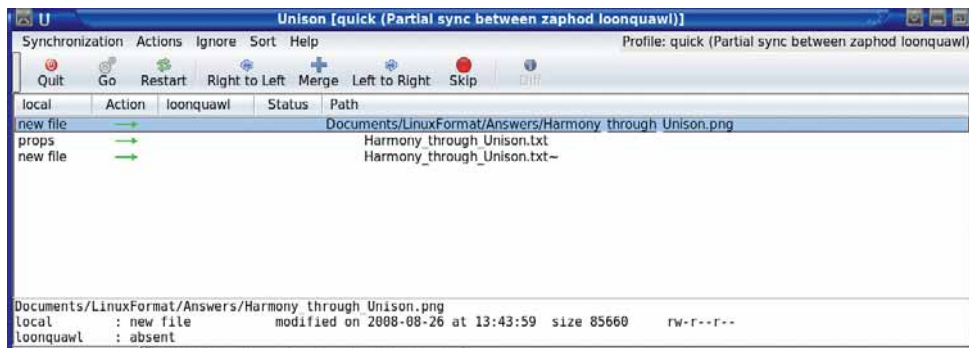 U Unison [quick (Partial sync between zaphod loonquawl)]
Synchronization Actions Ignore Sort Help Profile: quick (Partial sync between zaphod loonquawl)
Quit Go Restart Right to Left Merge Left to Right Skip Diff
local Action loonquawl Status Path
new file Documents/LinuxFormat/Answers/Harmony_through_Unison.png
props Harmony_through_Unison.txt
new file Harmony_through_Unison.txt~
Documents/LinuxFormat/Answers/Harmony_through_Unison.png
local : new file modified on 2008-08-26 at 13:43:59 size 85660 rw-r--r--
loonquawl : absent